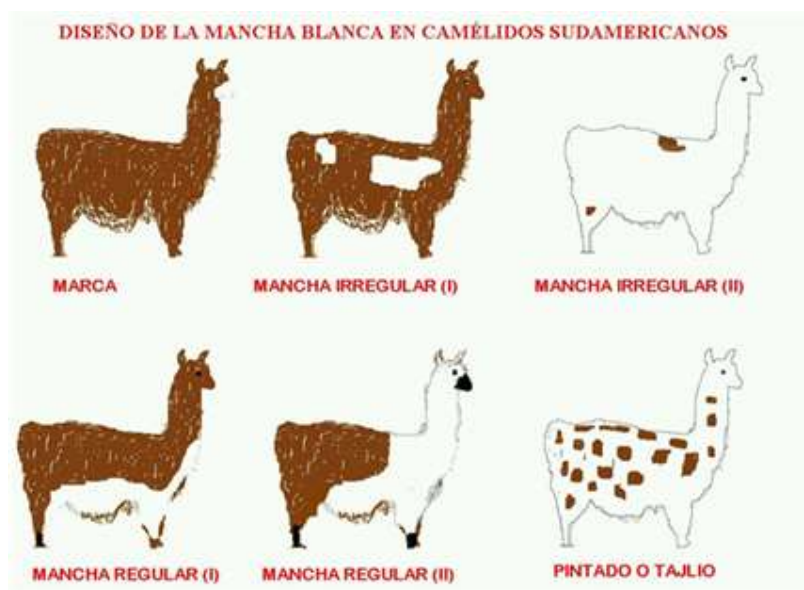 DISEÑO DE LA MANCHA BLANCA EN CAMÉLIDOS SUDAMERICANOS
MARCA
MANCHA IRREGULAR (I)
MANCHA IRREGULAR (II)
MANCHA REGULAR (I)
MANCHA REGULAR (II)
PINTADO O TAJLIO